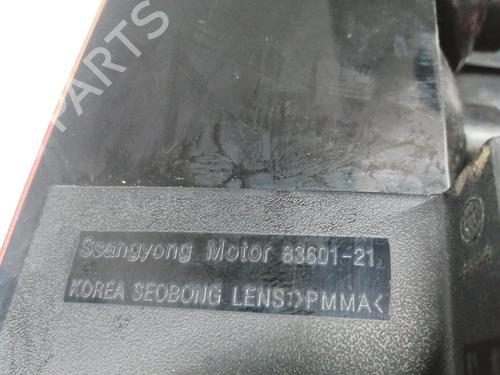 Ssangyong Motor 83601-21
KOREA SEOBONG LENS:>PMMA<